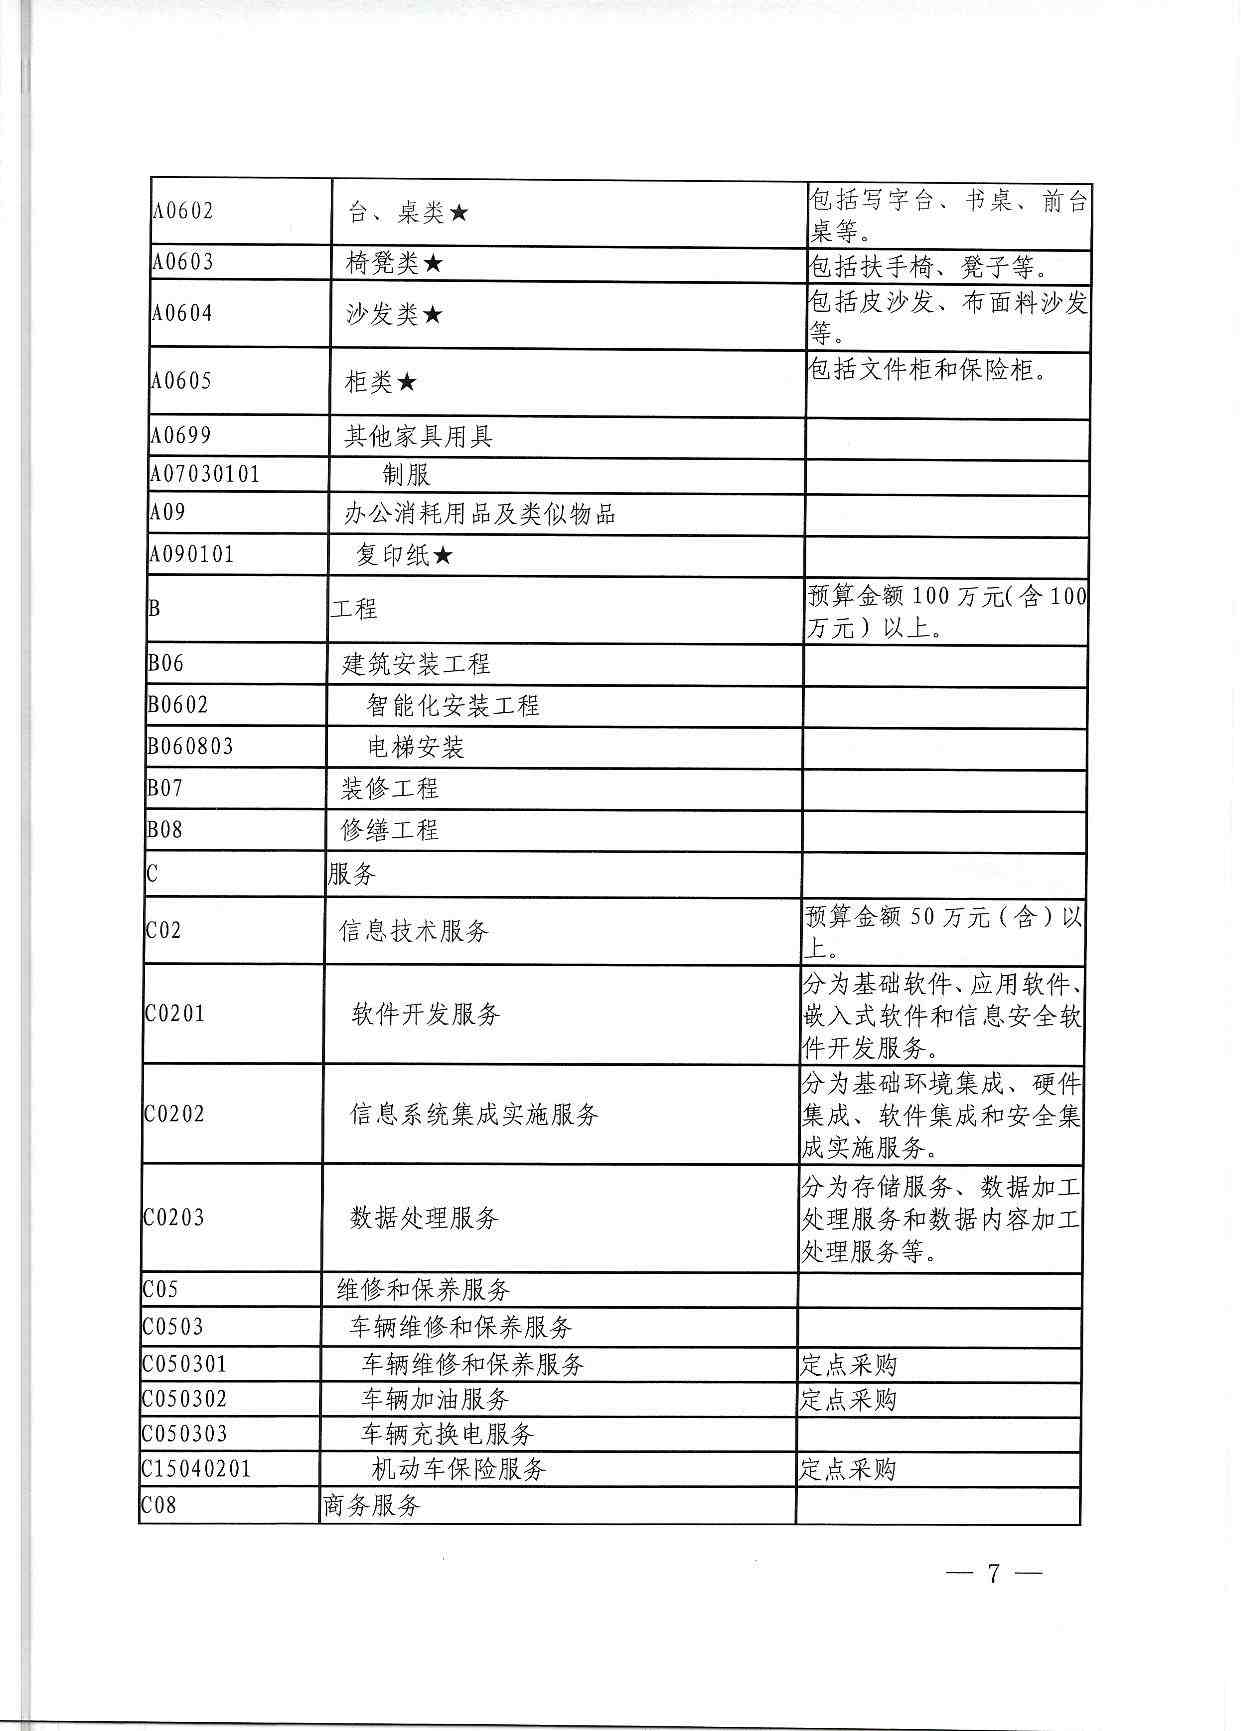 A0602 台、桌类★ 包括写字台、书桌、前台
桌等。
A0603 椅凳类★ 包括扶手椅、凳子等。
A0604 沙发类★ 包括皮沙发、布面料沙发
等。
A0605 柜类★ 包括文件柜和保险柜。
A0699 其他家具用具
A07030101 制服
A09 办公消耗用品及类似物品
A090101 复印纸★
B 工程 预算金额 100 万元(含 100
万元）以上。
B06 建筑安装工程
B0602 智能化安装工程
B060803 电梯安装
B07 装修工程
B08 修缮工程
C 服务
C02 信息技术服务 预算金额 50 万元（含）以
上。
C0201 软件开发服务 分为基础软件、应用软件、
嵌入式软件和信息安全软
件开发服务。
C0202 信息系统集成实施服务 分为基础环境集成、硬件
集成、软件集成和安全集
成实施服务。
C0203 数据处理服务 分为存储服务、数据加工
处理服务和数据内容加工
处理服务等。
C05 维修和保养服务
C0503 车辆维修和保养服务
C050301 车辆维修和保养服务 定点采购
C050302 车辆加油服务 定点采购
C050303 车辆充换电服务
C15040201 机动车保险服务 定点采购
C08 商务服务
— 7 —